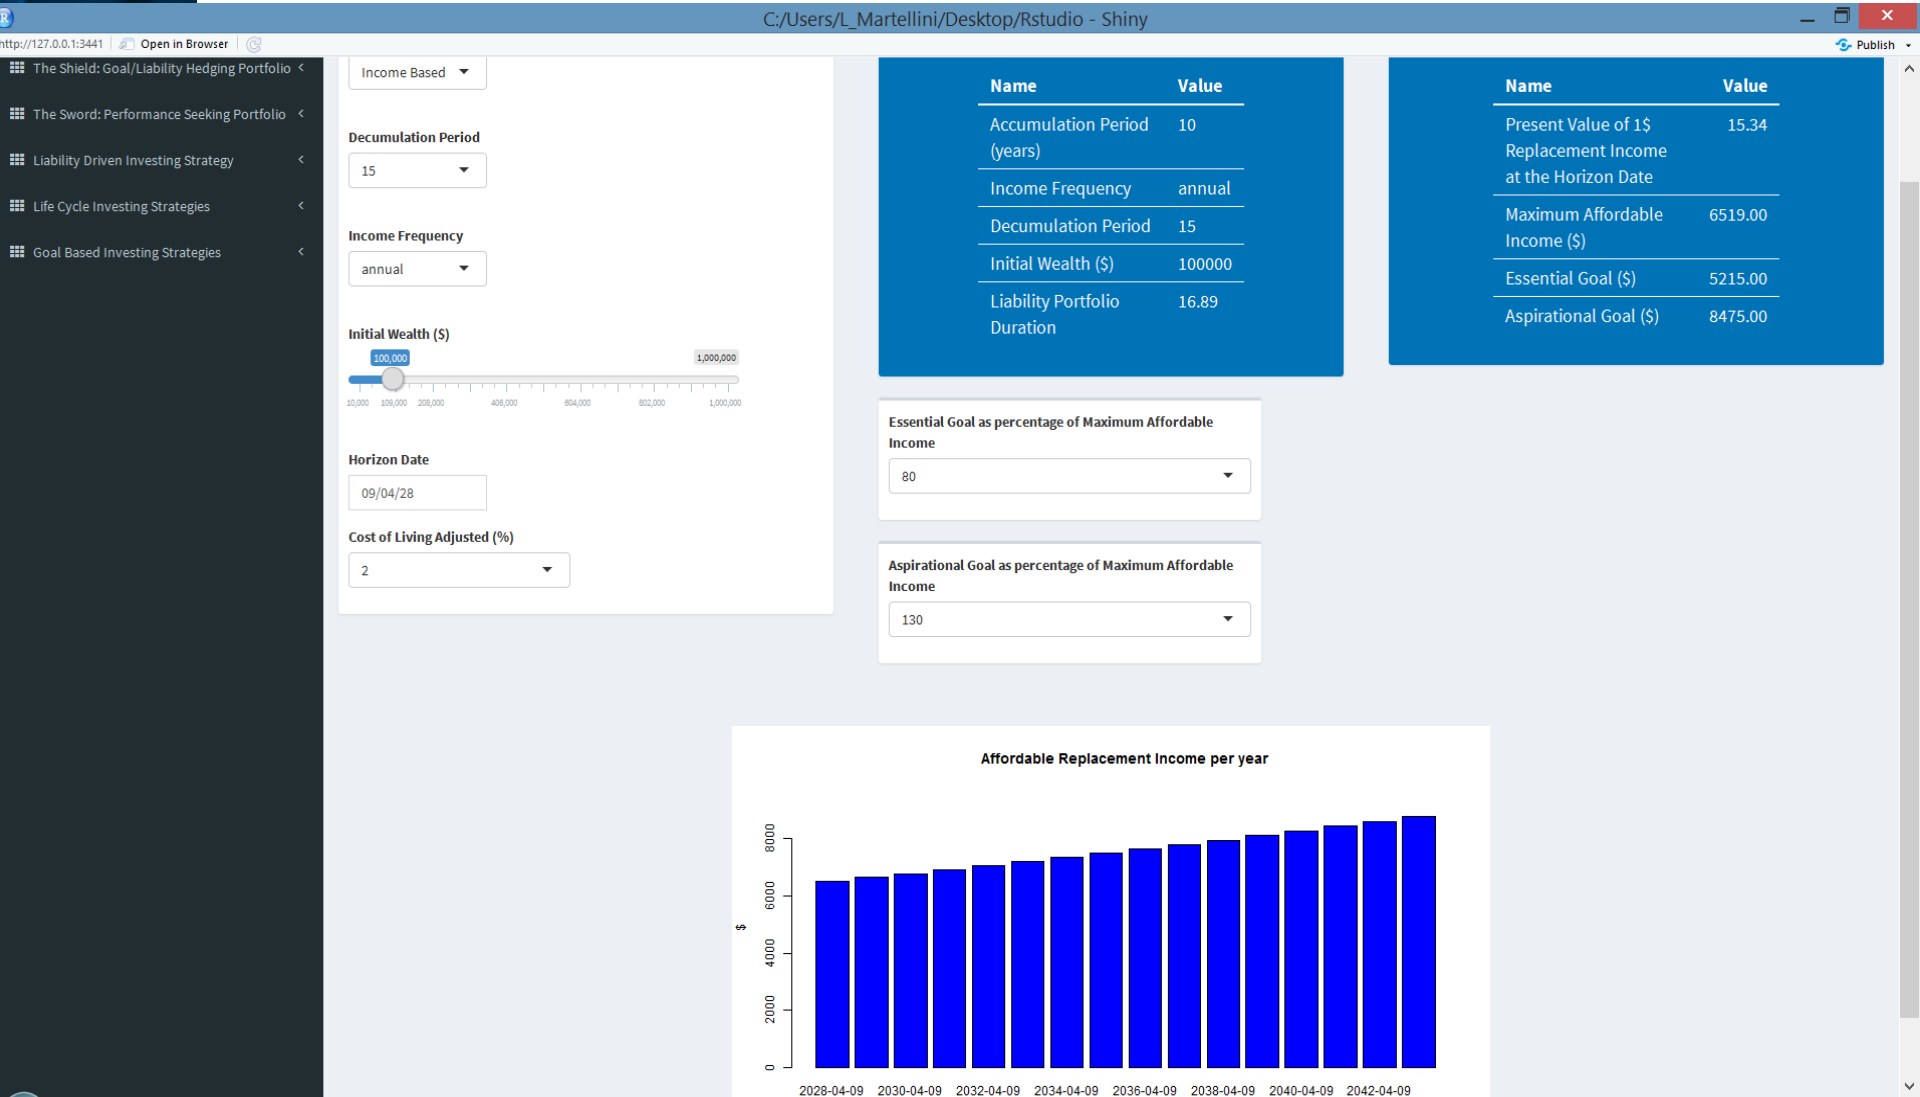 C:/Users/L_Martellini/Desktop/Rstudio - Shiny
http://127.0.0.1:3441
Open in Browser
Publish
The Shield: Goal/Liability Hedging Portfolio
The Sword: Performance Seeking Portfolio
Liability Driven Investing Strategy
Life Cycle Investing Strategies
Goal Based Investing Strategies
Income Based
Decumulation Period
15
Income Frequency
annual
Initial Wealth ($)
100,000
1,000,000
10,000 109,000 208,000 406,000 604,000 802,000 1,000,000
Horizon Date
09/04/28
Cost of Living Adjusted (%)
2
Name Value
Accumulation Period 10
(years)
Income Frequency annual
Decumulation Period 15
Initial Wealth ($) 100000
Liability Portfolio 16.89
Duration
Name Value
Present Value of 1$ 15.34
Replacement Income
at the Horizon Date
Maximum Affordable 6519.00
Income ($)
Essential Goal ($) 5215.00
Aspirational Goal ($) 8475.00
Essential Goal as percentage of Maximum Affordable
Income
80
Aspirational Goal as percentage of Maximum Affordable
Income
130
Affordable Replacement Income per year
8000
6000
$
4000
2000
0
2028-04-09 2030-04-09 2032-04-09 2034-04-09 2036-04-09 2038-04-09 2040-04-09 2042-04-09